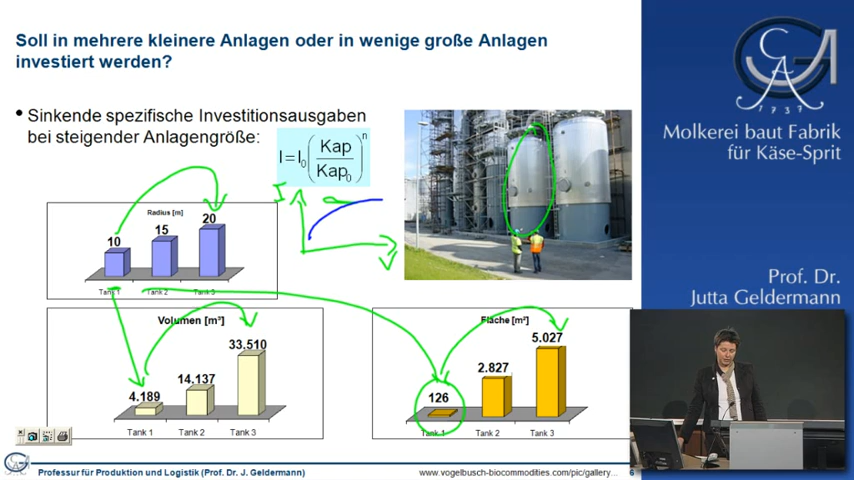 Soll in mehrere kleinere Anlagen oder in wenige große Anlagen
investiert werden?
• Sinkende spezifische Investitionsausgaben
bei steigender Anlagengröße:
I=I₀(Kap/Kap₀)ⁿ
I
V
Radius [m]
10
15
20
Tank 1
Tank 2
Tank 3
Volumen [m³]
4.189
14.137
33.510
Tank 1
Tank 2
Tank 3
Fläche [m²]
126
2.827
5.027
Tank 1
Tank 2
Tank 3
Professur für Produktion und Logistik (Prof. Dr. J. Geldermann)
www.vogelbusch-biocommodities.com/pic/gallery...
6
GA
1737
Molkerei baut Fabrik
für Käse-Sprit
Prof. Dr.
Jutta Geldermann